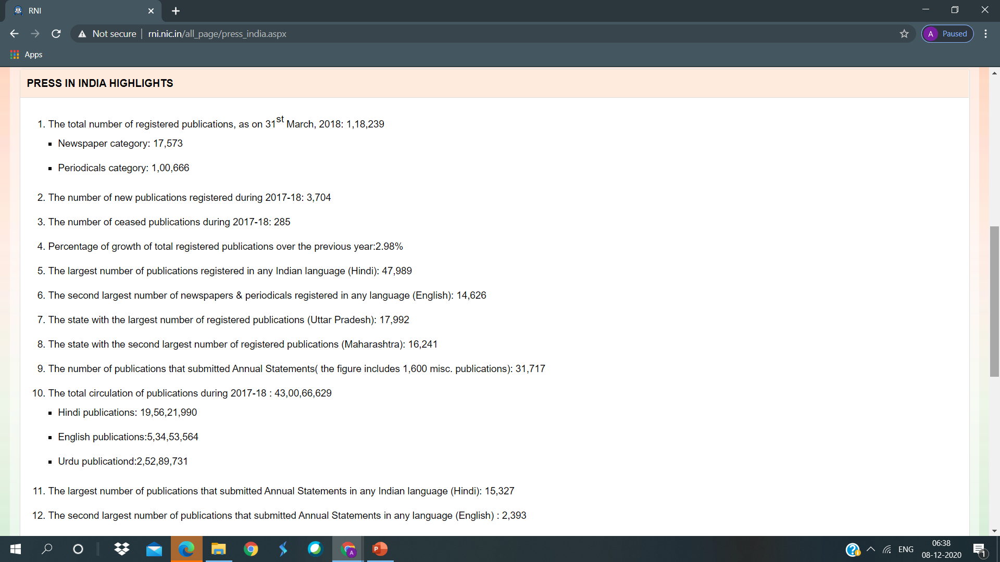 RNI
Not secure | rni.nic.in/all_page/press_india.aspx
A Paused
Apps
PRESS IN INDIA HIGHLIGHTS
1. The total number of registered publications, as on 31st March, 2018: 1,18,239
▪ Newspaper category: 17,573
▪ Periodicals category: 1,00,666
2. The number of new publications registered during 2017-18: 3,704
3. The number of ceased publications during 2017-18: 285
4. Percentage of growth of total registered publications over the previous year:2.98%
5. The largest number of publications registered in any Indian language (Hindi): 47,989
6. The second largest number of newspapers & periodicals registered in any language (English): 14,626
7. The state with the largest number of registered publications (Uttar Pradesh): 17,992
8. The state with the second largest number of registered publications (Maharashtra): 16,241
9. The number of publications that submitted Annual Statements( the figure includes 1,600 misc. publications): 31,717
10. The total circulation of publications during 2017-18 : 43,00,66,629
▪ Hindi publications: 19,56,21,990
▪ English publications:5,34,53,564
▪ Urdu publicationd:2,52,89,731
11. The largest number of publications that submitted Annual Statements in any Indian language (Hindi): 15,327
12. The second largest number of publications that submitted Annual Statements in any language (English) : 2,393
A
P
ENG
06:38
08-12-2020
1